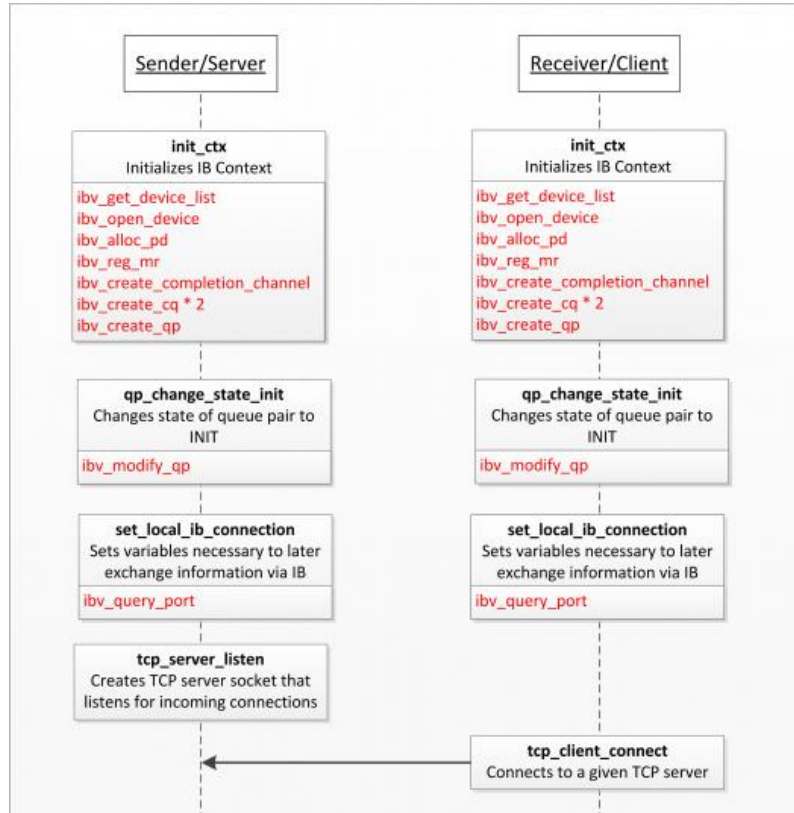 Sender/Server
Receiver/Client
init_ctx
Initializes IB Context
ibv_get_device_list
ibv_open_device
ibv_alloc_pd
ibv_reg_mr
ibv_create_completion_channel
ibv_create_cq * 2
ibv_create_qp
init_ctx
Initializes IB Context
ibv_get_device_list
ibv_open_device
ibv_alloc_pd
ibv_reg_mr
ibv_create_completion_channel
ibv_create_cq * 2
ibv_create_qp
qp_change_state_init
Changes state of queue pair to
INIT
ibv_modify_qp
qp_change_state_init
Changes state of queue pair to
INIT
ibv_modify_qp
set_local_ib_connection
Sets variables necessary to later
exchange information via IB
ibv_query_port
set_local_ib_connection
Sets variables necessary to later
exchange information via IB
ibv_query_port
tcp_server_listen
Creates TCP server socket that
listens for incoming connections
tcp_client_connect
Connects to a given TCP server